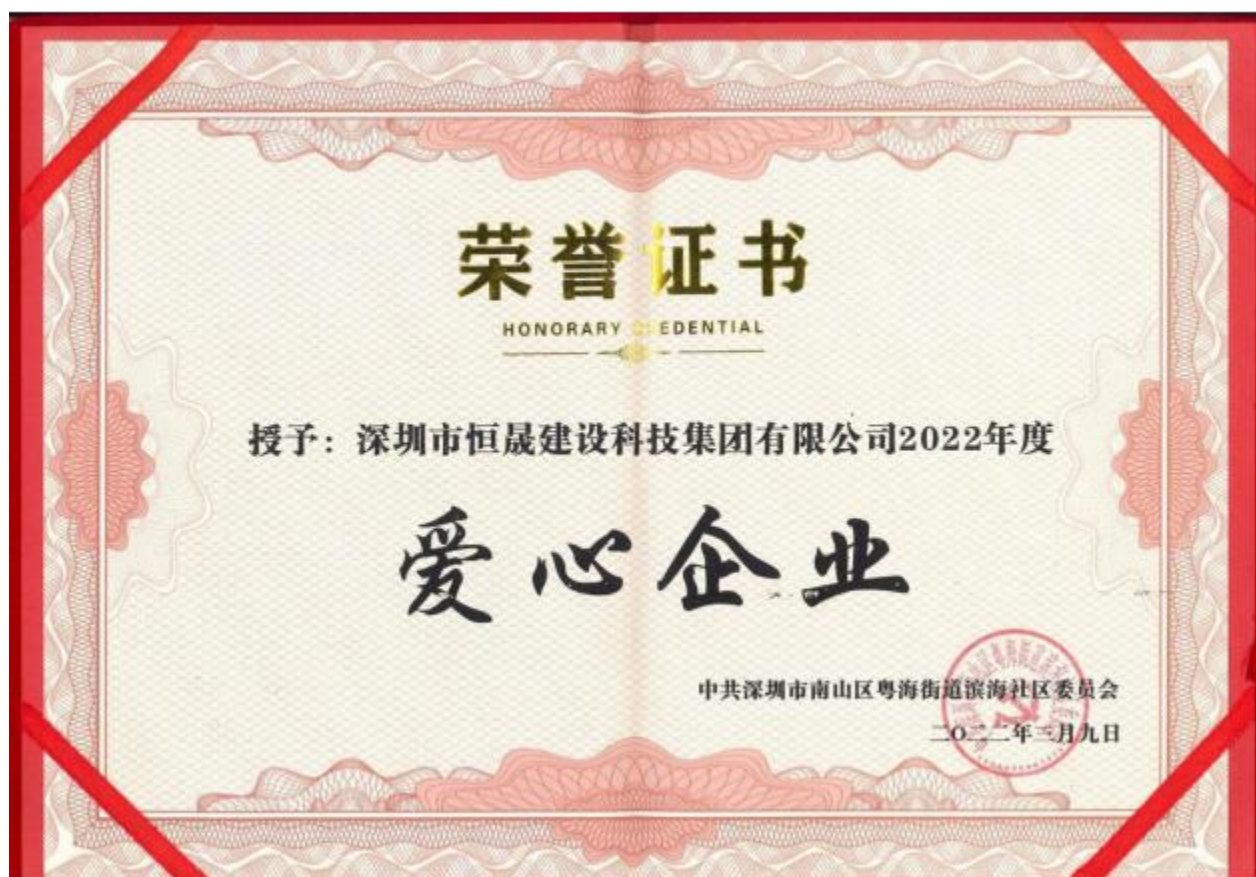 荣誉证书
HONORARY CREDENTIAL
授予：深圳市恒晟建设科技集团有限公司2022年度
爱心企业
中共深圳市南山区粤海街道滨海社区委员会
二〇二二年三月九日